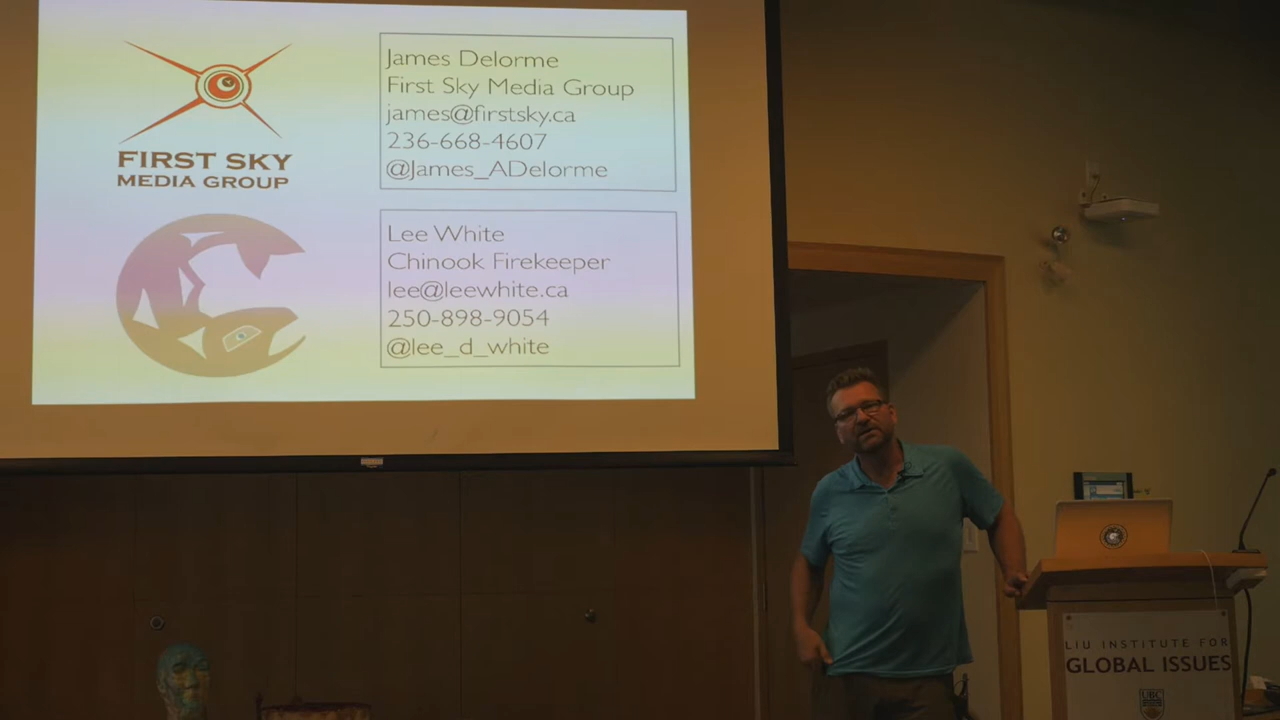 FIRST SKY
MEDIA GROUP
James Delorme
First Sky Media Group
james@firstsky.ca
236-668-4607
@James_ADelorme
Lee White
Chinook Firekeeper
lee@leewhite.ca
250-898-9054
@lee_d_white
LIU INSTITUTE FOR
GLOBAL ISSUES
UBC